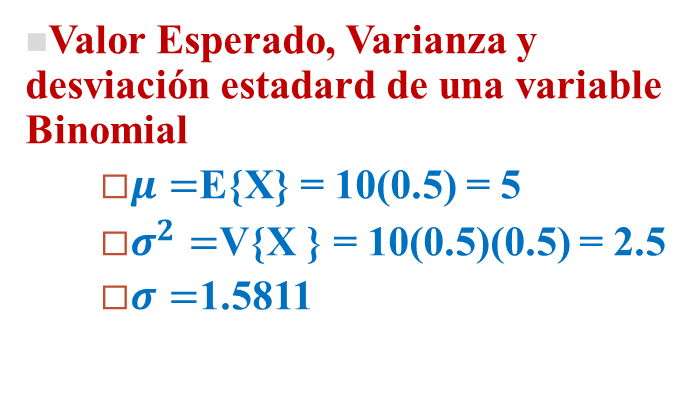 Valor Esperado, Varianza y
desviación estadard de una variable
Binomial
μ =E{X} = 10(0.5) = 5
σ² =V{X } = 10(0.5)(0.5) = 2.5
σ =1.5811